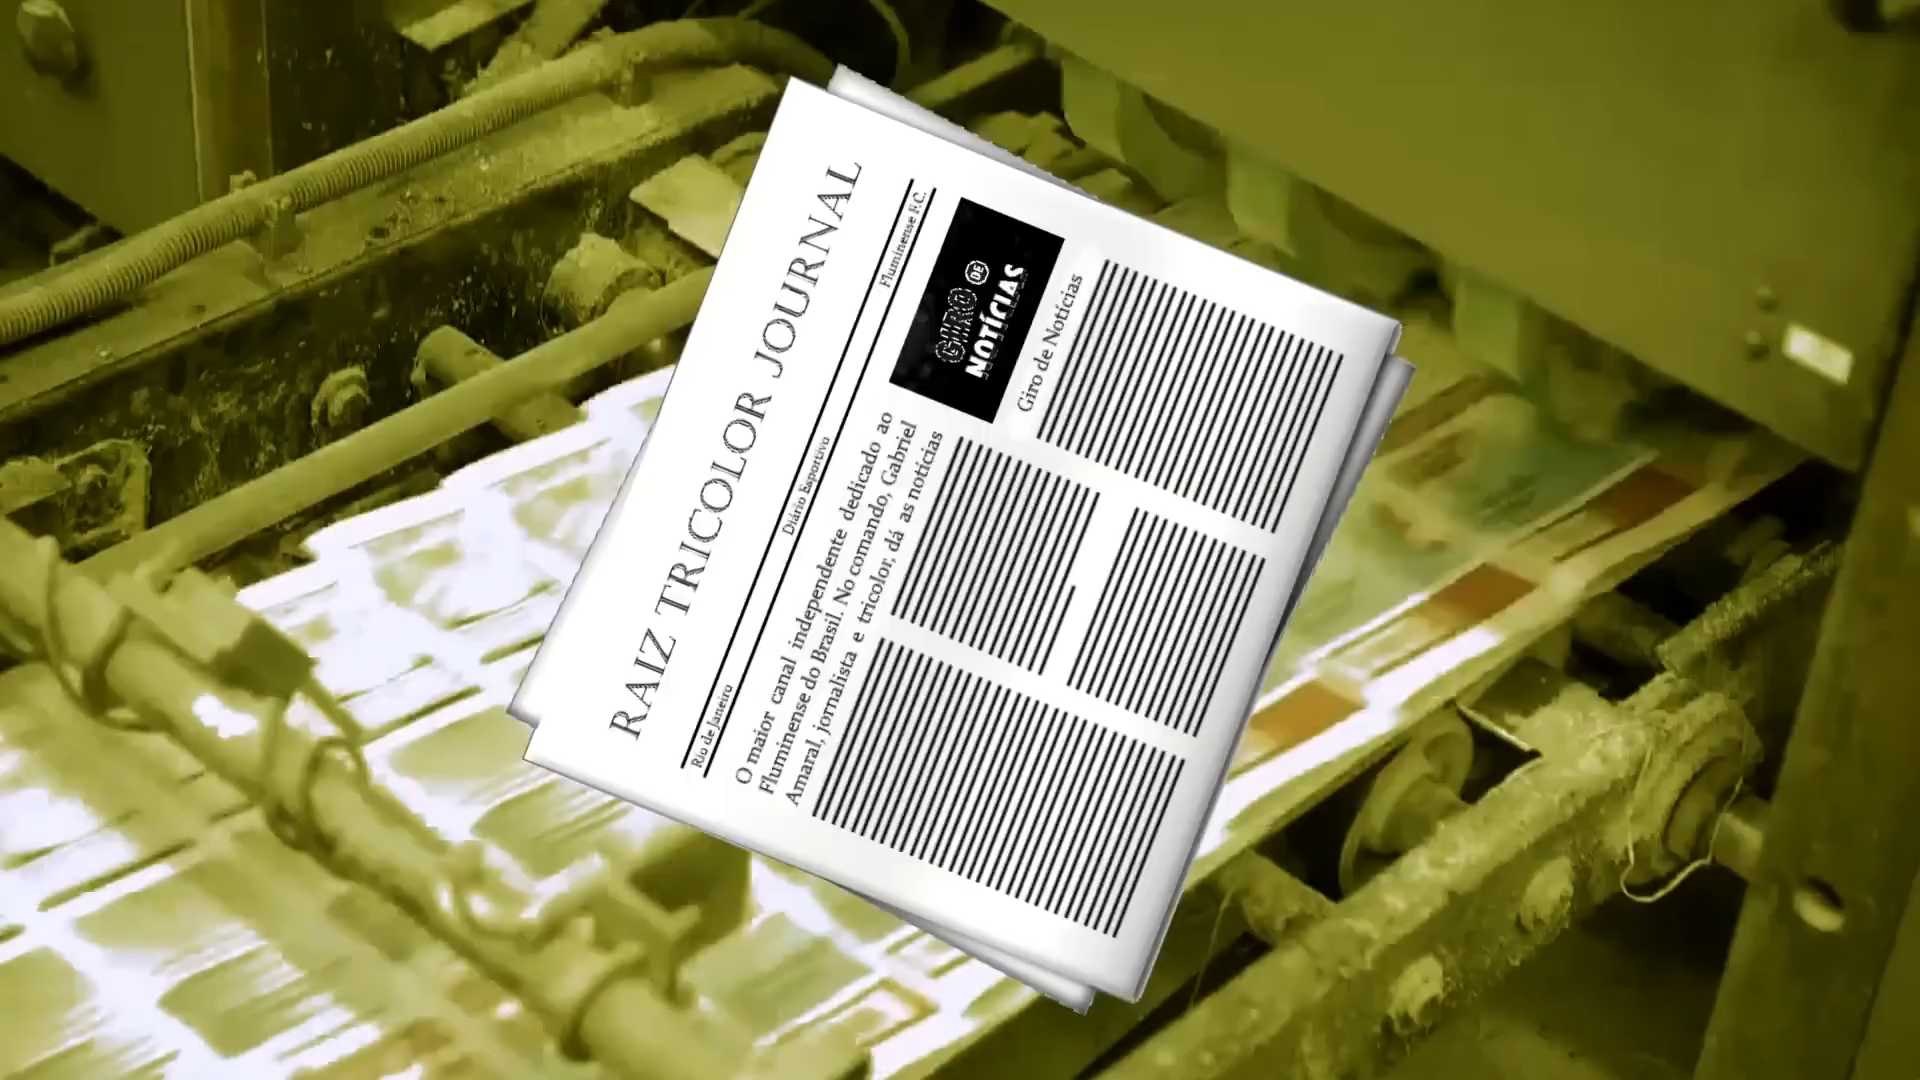 RAIZ TRICOLOR JOURNAL
Rio de Janeiro
Diário Esportivo
Fluminense F.C.
O maior canal independente dedicado ao
Fluminense do Brasil. No comando, Gabriel
Amaral, jornalista e tricolor, dá as notícias
GIRO DE
NOTÍCIAS
Giro de Notícias